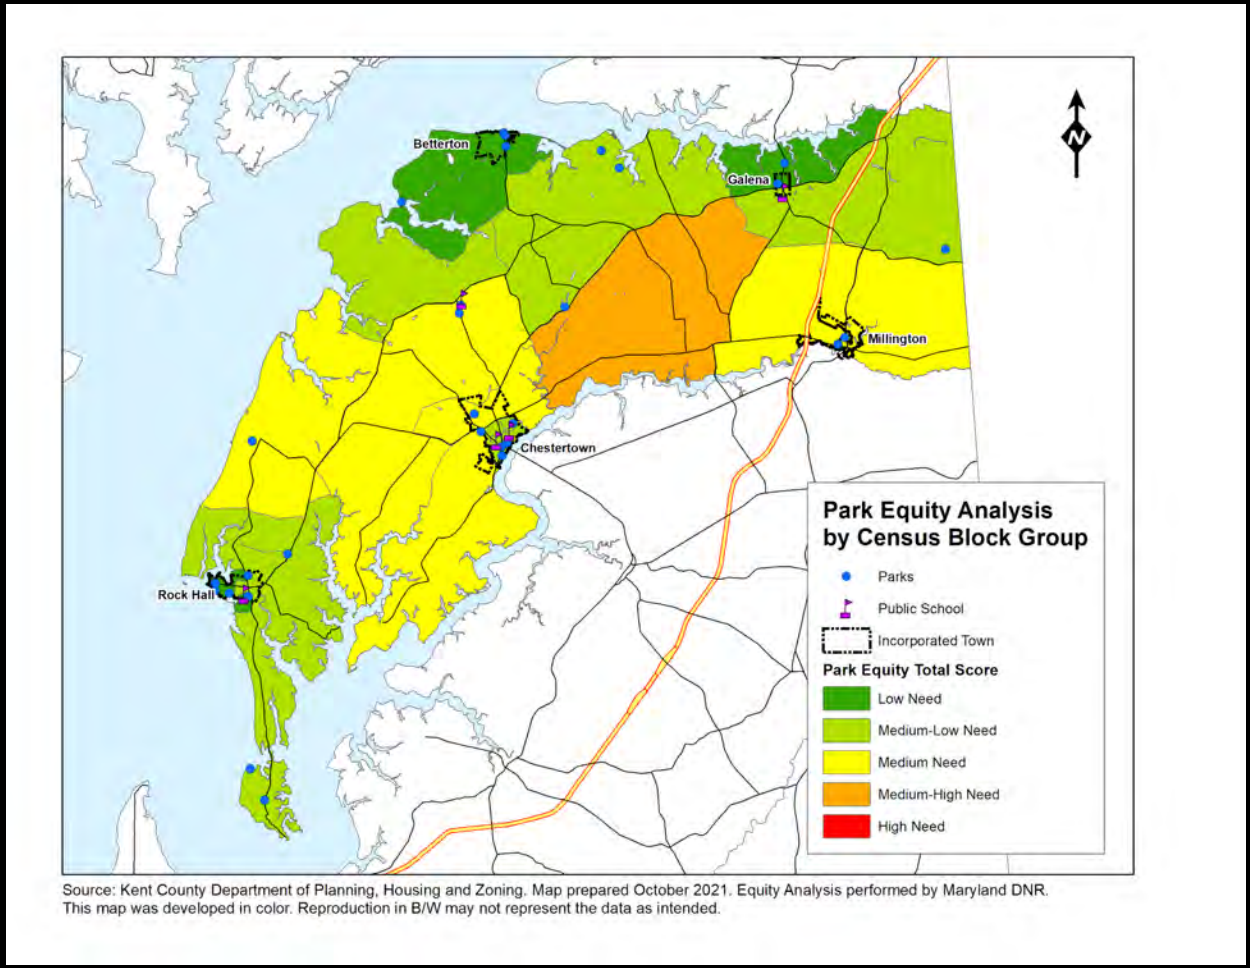 N
Betterton
Galena
Millington
Chestertown
Rock Hall
Park Equity Analysis
by Census Block Group
Parks
Public School
Incorporated Town
Park Equity Total Score
Low Need
Medium-Low Need
Medium Need
Medium-High Need
High Need
Source: Kent County Department of Planning, Housing and Zoning. Map prepared October 2021. Equity Analysis performed by Maryland DNR.
This map was developed in color. Reproduction in B/W may not represent the data as intended.